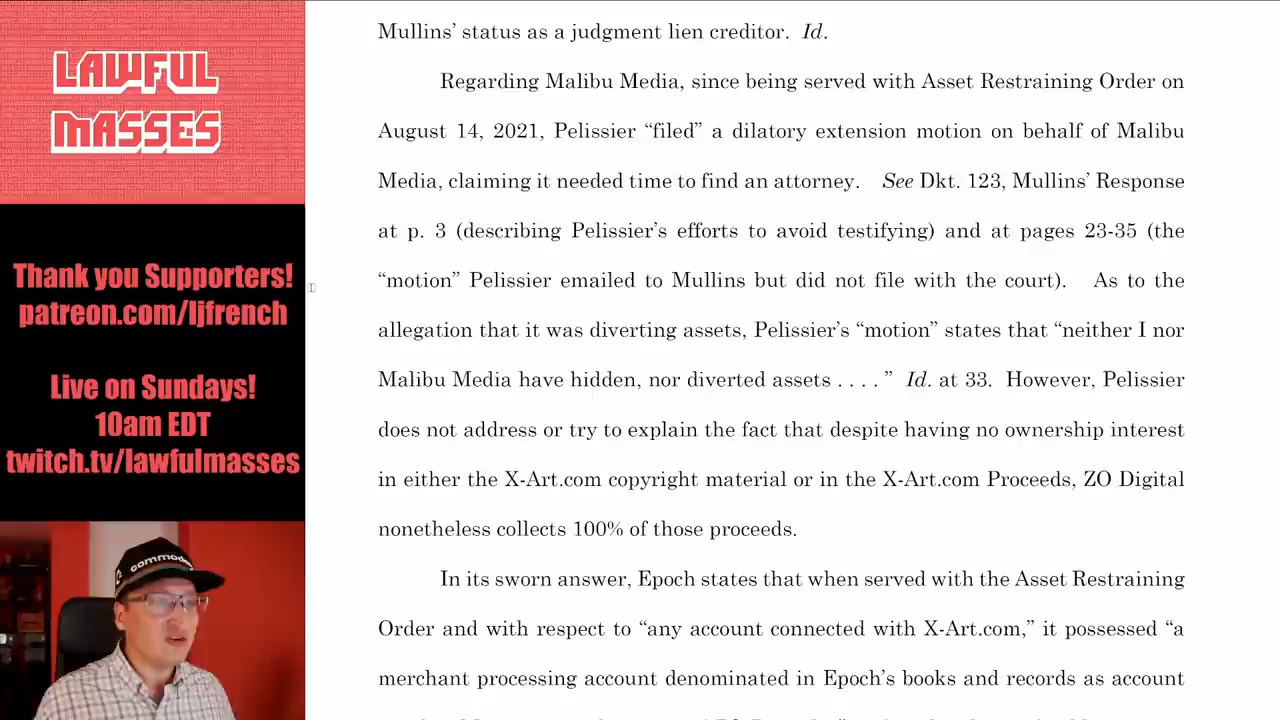 LAWFUL
MASSES
Thank you Supporters!
patreon.com/ljfrench
Live on Sundays!
10am EDT
twitch.tv/lawfulmasses
Mullins’ status as a judgment lien creditor. Id.
Regarding Malibu Media, since being served with Asset Restraining Order on
August 14, 2021, Pelissier “filed” a dilatory extension motion on behalf of Malibu
Media, claiming it needed time to find an attorney. See Dkt. 123, Mullins’ Response
at p. 3 (describing Pelissier’s efforts to avoid testifying) and at pages 23-35 (the
“motion” Pelissier emailed to Mullins but did not file with the court). As to the
allegation that it was diverting assets, Pelissier’s “motion” states that “neither I nor
Malibu Media have hidden, nor diverted assets . . . . ” Id. at 33. However, Pelissier
does not address or try to explain the fact that despite having no ownership interest
in either the X-Art.com copyright material or in the X-Art.com Proceeds, ZO Digital
nonetheless collects 100% of those proceeds.
In its sworn answer, Epoch states that when served with the Asset Restraining
Order and with respect to “any account connected with X-Art.com,” it possessed “a
merchant processing account denominated in Epoch’s books and records as account